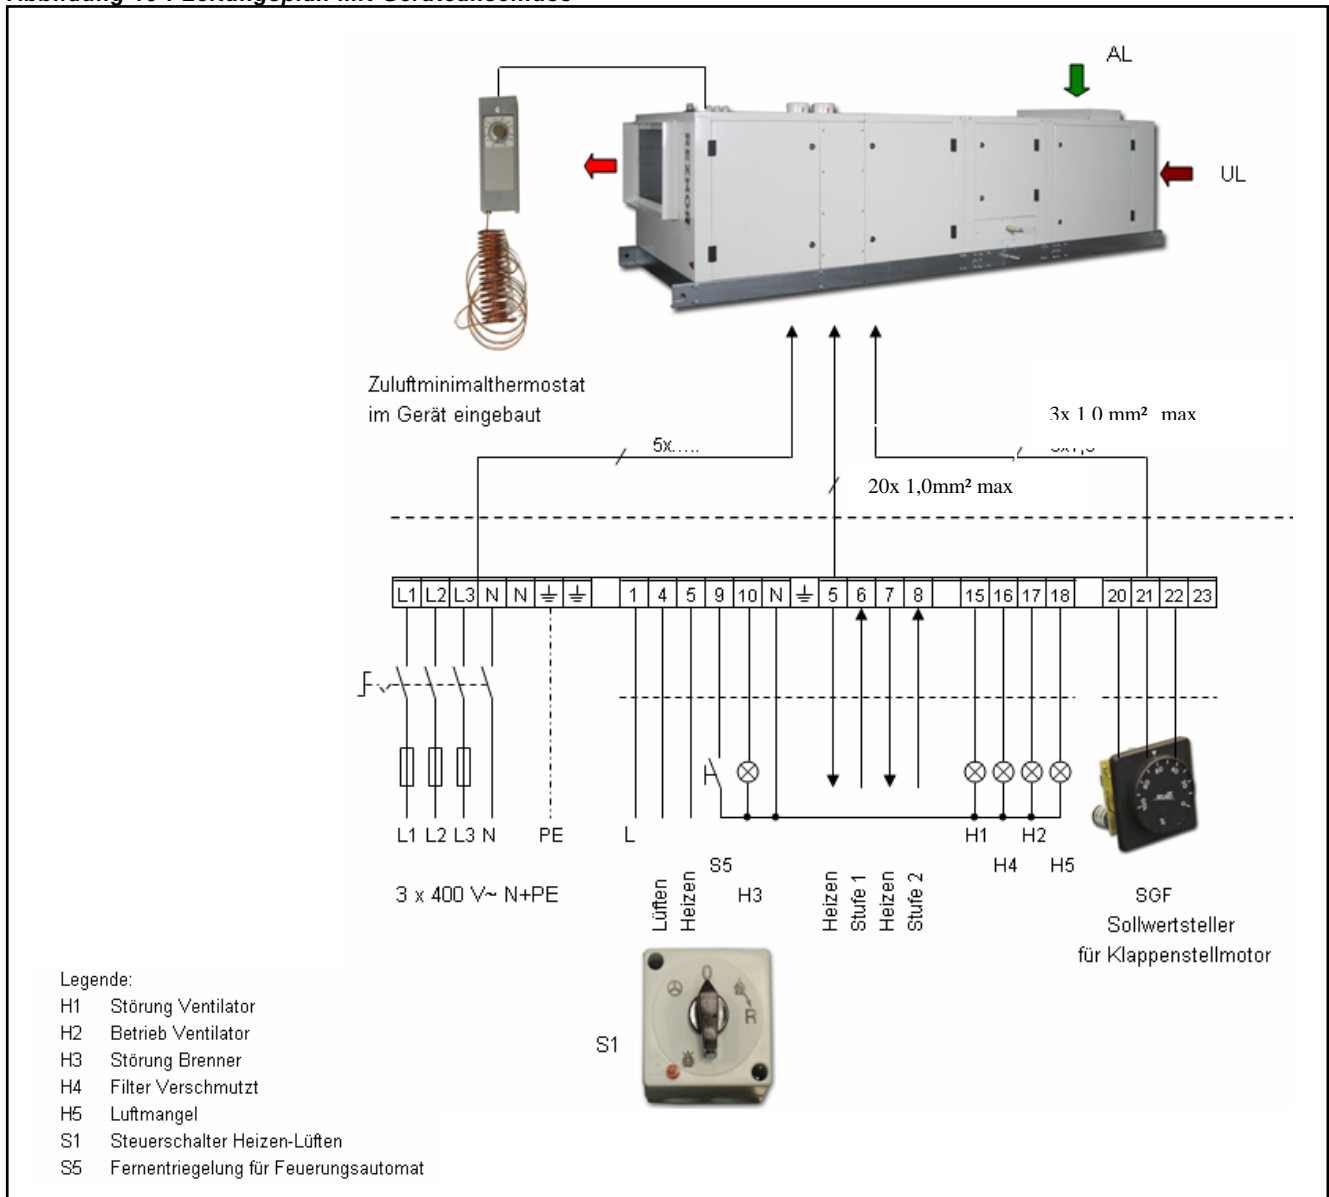 AL
UL
Zuluftminimalthermostat
im Gerät eingebaut
3x 1,0 mm² max
5x.....
20x 1,0mm² max
L1 L2 L3 N N 1 4 5 9 10 N 5 6 7 8 15 16 17 18 20 21 22 23
L1 L2 L3 N PE L H1 H2
S5 H4 H5
3 x 400 V~ N+PE
Lüften
Heizen
H3
Heizen
Stufe 1
Heizen
Stufe 2
SGF
Sollwertsteller
für Klappenstellmotor
0
R
S1
Legende:
H1 Störung Ventilator
H2 Betrieb Ventilator
H3 Störung Brenner
H4 Filter Verschmutzt
H5 Luftmangel
S1 Steuerschalter Heizen-Lüften
S5 Fernentriegelung für Feuerungsautomat